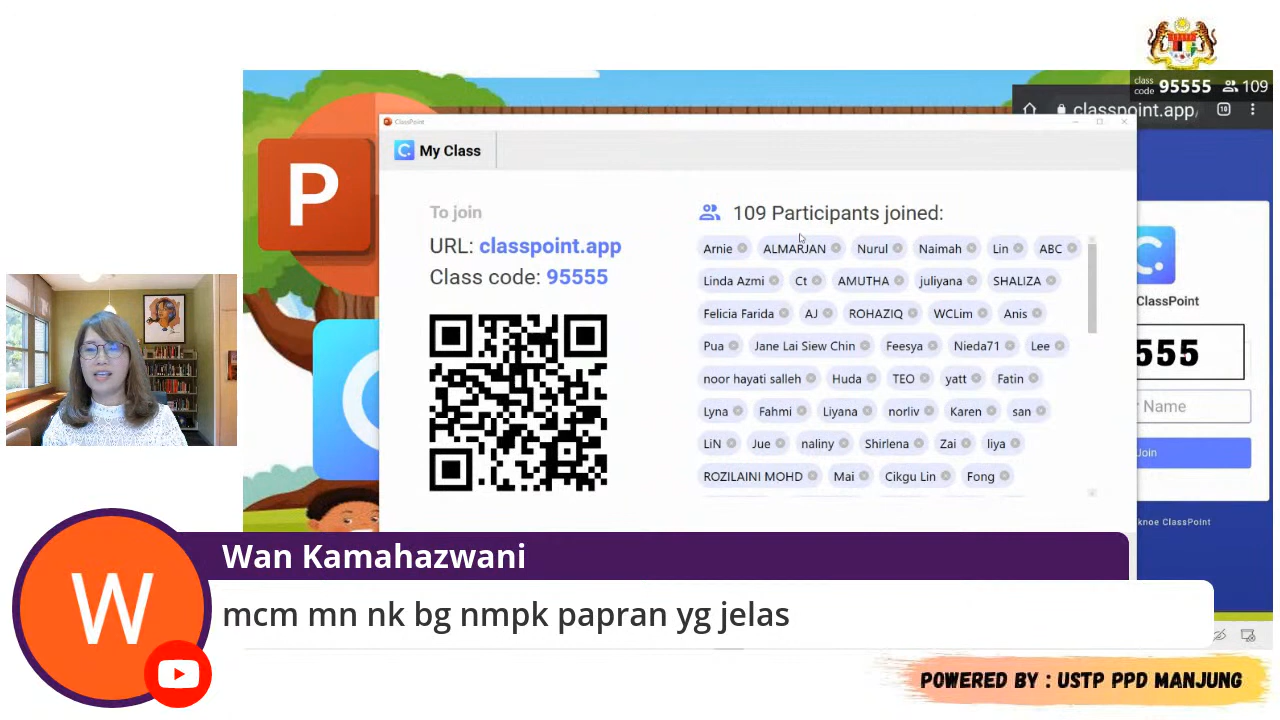 class code 95555 109
classpoint.app/ 10
ClassPoint
P
My Class
To join
URL: classpoint.app
Class code: 95555
109 Participants joined:
Arnie ALMARJAN Nurul Naimah Lin ABC
Linda Azmi Ct AMUTHA juliyana SHALIZA
Felicia Farida AJ ROHAZIQ WCLim Anis
Pua Jane Lai Siew Chin Feesya Nieda71 Lee
noor hayati salleh Huda TEO yatt Fatin
Lyna Fahmi Liyana norliv Karen san
LiN Jue naliny Shirlena Zai liya
ROZILAINI MOHD Mai Cikgu Lin Fong
ClassPoint
555
Name
Join
knoe ClassPoint
W
Wan Kamahazwani
mcm mn nk bg nmpk papran yg jelas
POWERED BY : USTP PPD MANJUNG